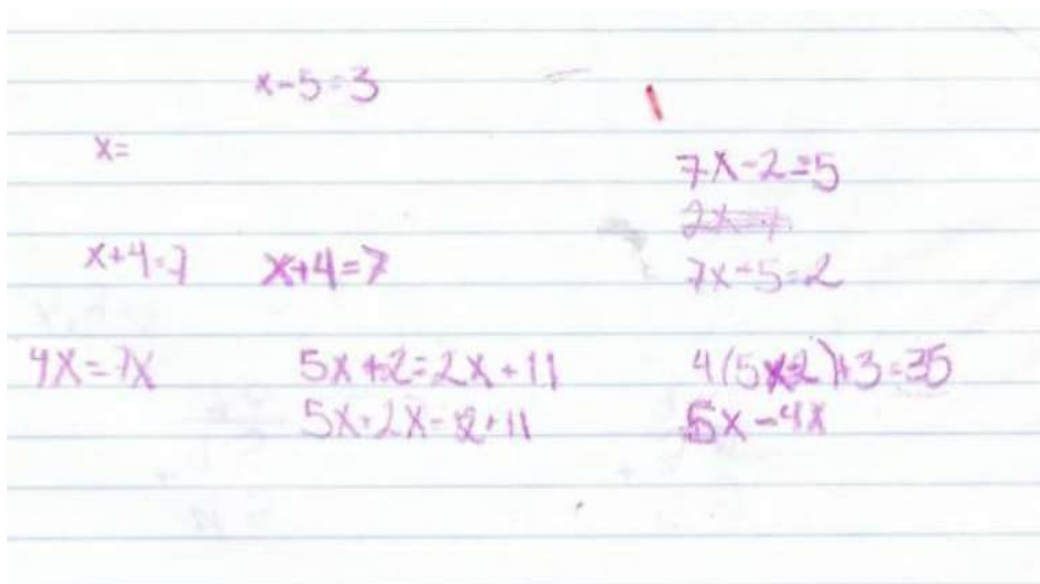 x-5=3
x=
7x-2=5
7x-5=2
x+4=7 x+4=7
4x=7x 5x+2=2x+11 4(5x-2)+3=35
5x-2x-2+11 5x-4x